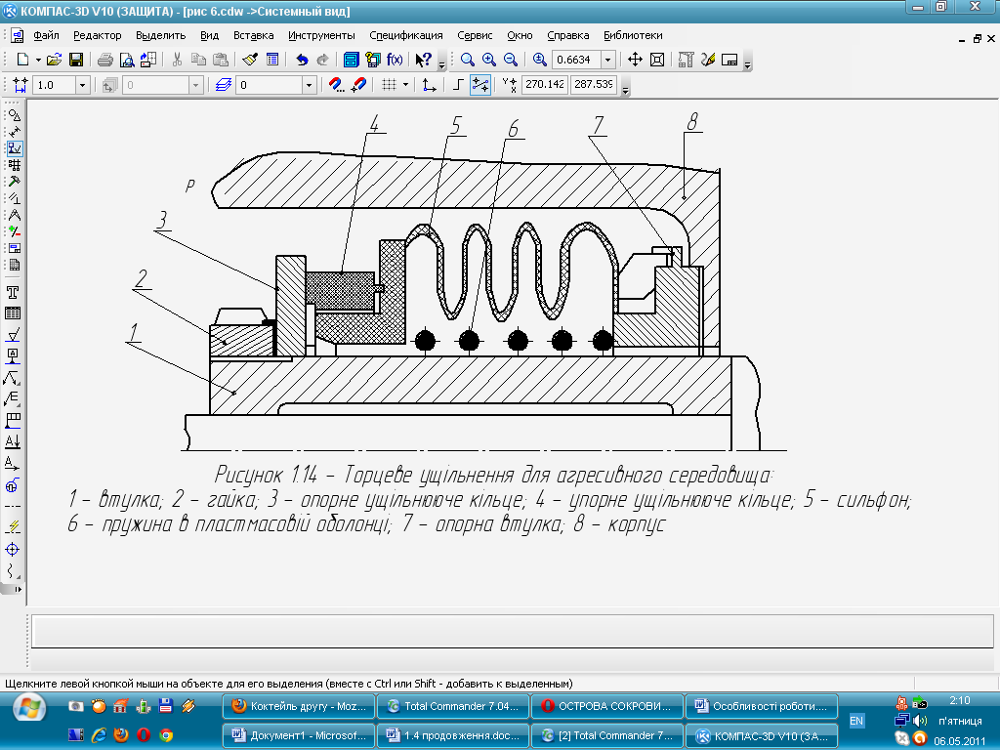 КОМПАС-3D V10 (ЗАЩИТА) - [рис 6.cdw ->Системный вид]
Файл Редактор Выделить Вид Вставка Инструменты Спецификация Сервис Окно Справка Библиотеки
f(x) 0.6634
1.0 0 0 270.142 287.539
4 5 6 7 8
P
3
2
1
Рисунок 1.14 – Торцеве ущільнення для агресивного середовища:
1 – втулка; 2 – гайка; 3 – опорне ущільнююче кільце; 4 – упорне ущільнююче кільце; 5 – сильфон;
6 – пружина в пластмасовій оболонці; 7 – опорна втулка; 8 – корпус
Щелкните левой кнопкой мыши на объекте для его выделения (вместе с Ctrl или Shift - добавить к выделенным)
Коктейль другу - Moz... Total Commander 7.04... ОСТРОВА СОКРОВИ... Особливості роботи.... 2:10
EN п'ятниця
Документ1 - Microsof... 1.4 продовження.doc... [2] Total Commander 7... КОМПАС-3D V10 (ЗА... 06.05.2011